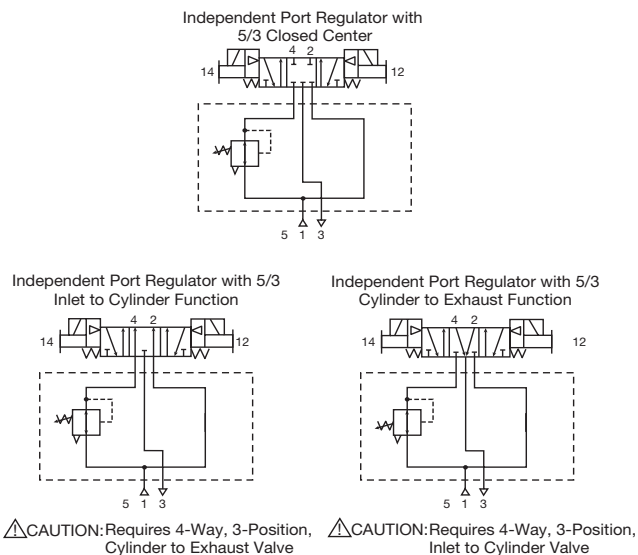 Independent Port Regulator with
5/3 Closed Center
4 2
14 12
5 1 3
Independent Port Regulator with 5/3
Inlet to Cylinder Function
4 2
14 12
5 1 3
⚠CAUTION: Requires 4-Way, 3-Position,
Cylinder to Exhaust Valve
Independent Port Regulator with 5/3
Cylinder to Exhaust Function
4 2
14 12
5 1 3
⚠CAUTION: Requires 4-Way, 3-Position,
Inlet to Cylinder Valve